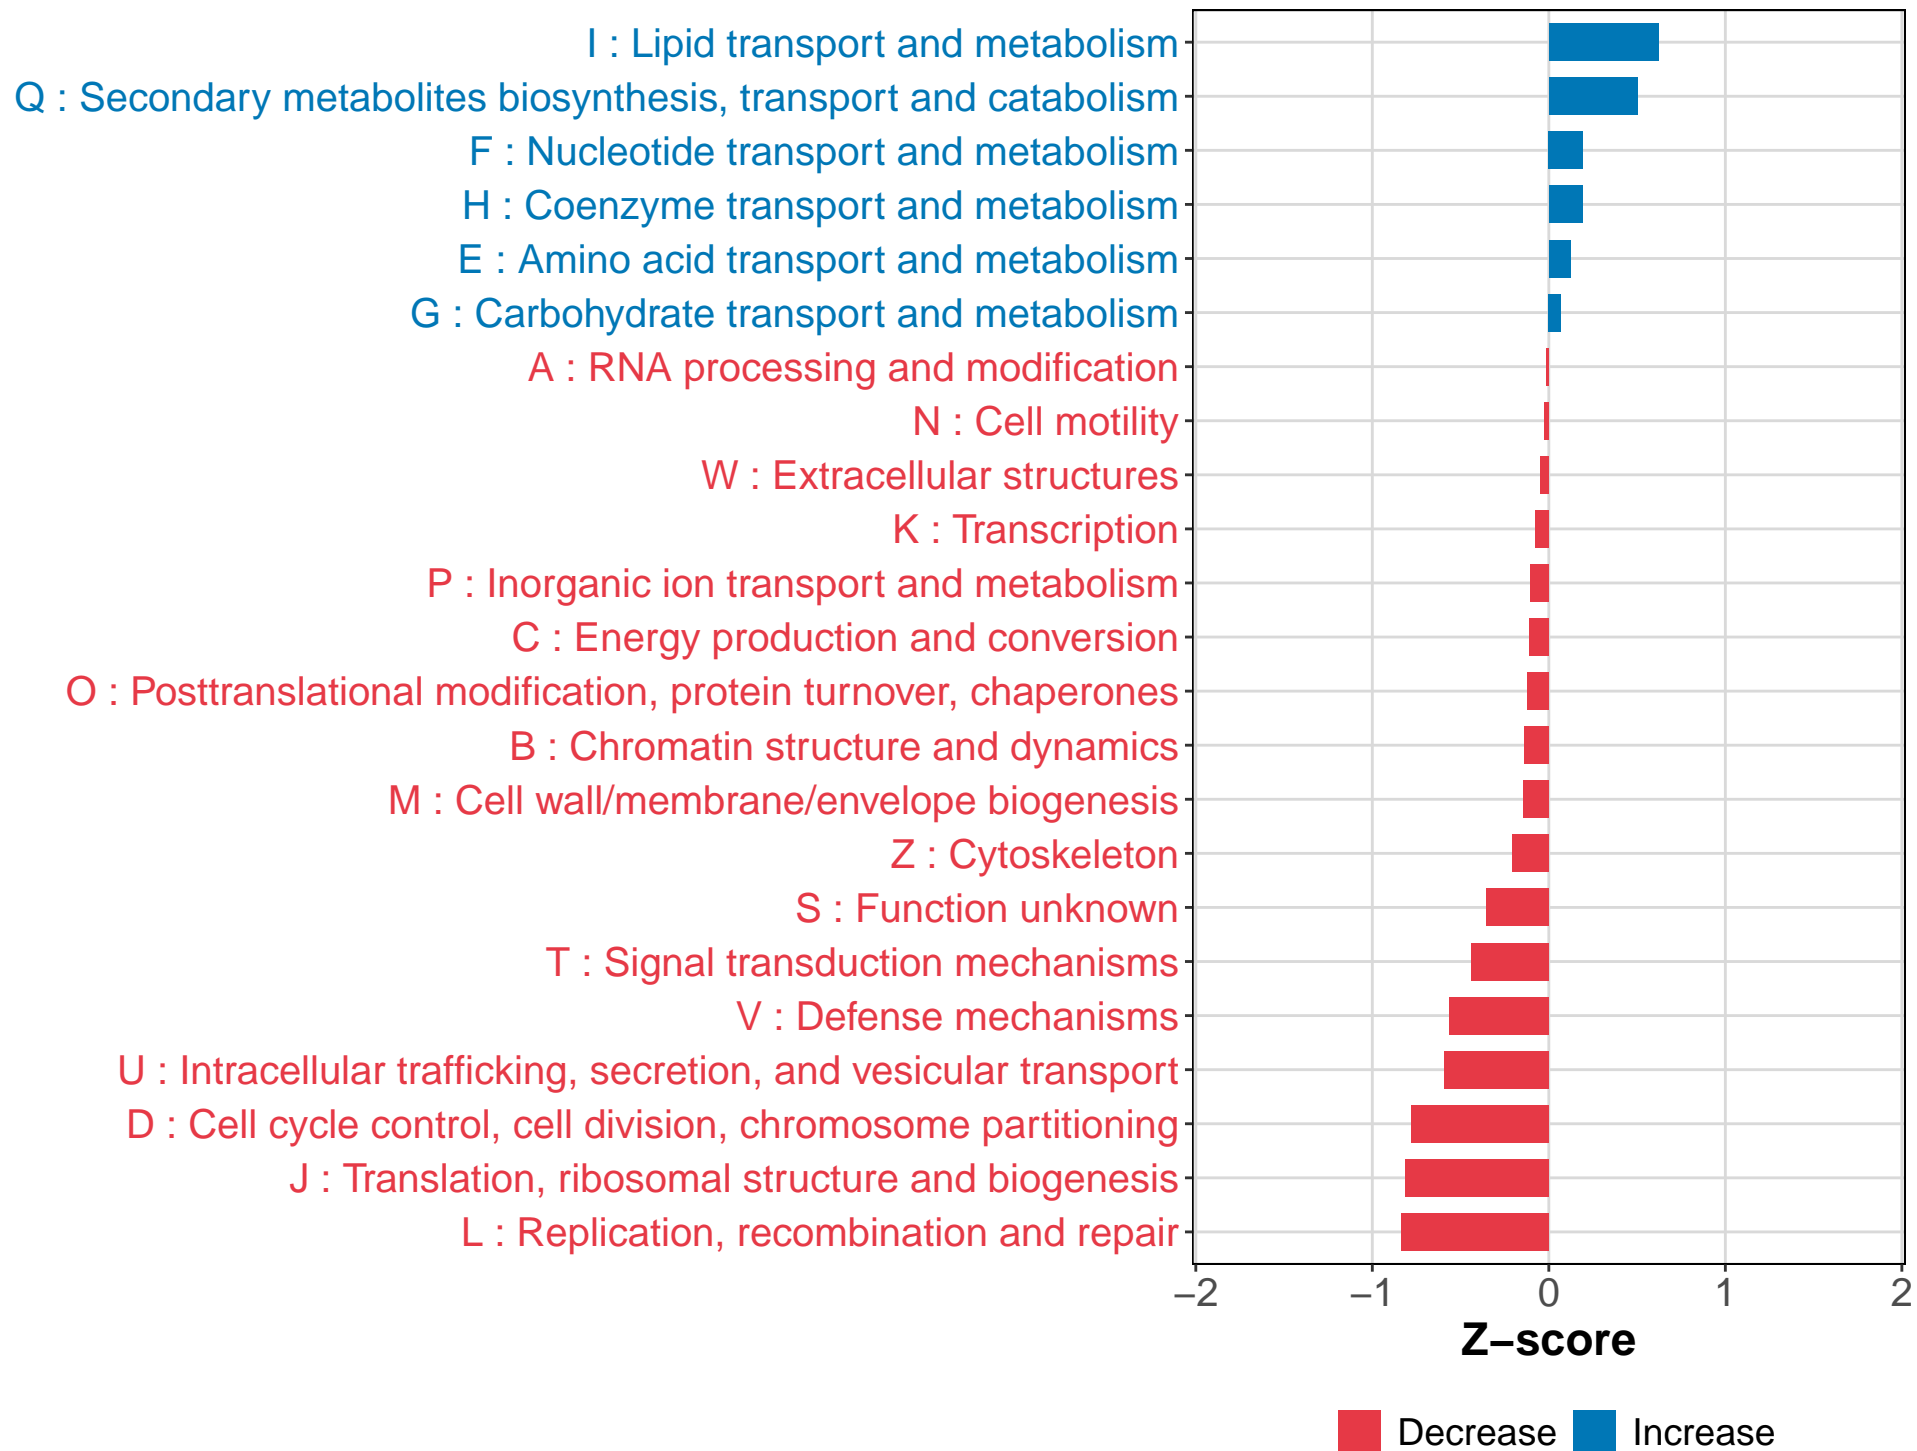 I : Lipid transport and metabolism
Q : Secondary metabolites biosynthesis, transport and catabolism
F : Nucleotide transport and metabolism
H : Coenzyme transport and metabolism
E : Amino acid transport and metabolism
G : Carbohydrate transport and metabolism
A : RNA processing and modification
N : Cell motility
W : Extracellular structures
K : Transcription
P : Inorganic ion transport and metabolism
C : Energy production and conversion
O : Posttranslational modification, protein turnover, chaperones
B : Chromatin structure and dynamics
M : Cell wall/membrane/envelope biogenesis
Z : Cytoskeleton
S : Function unknown
T : Signal transduction mechanisms
V : Defense mechanisms
U : Intracellular trafficking, secretion, and vesicular transport
D : Cell cycle control, cell division, chromosome partitioning
J : Translation, ribosomal structure and biogenesis
L : Replication, recombination and repair
−2 −1 0 1 2
Z−score
Decrease Increase